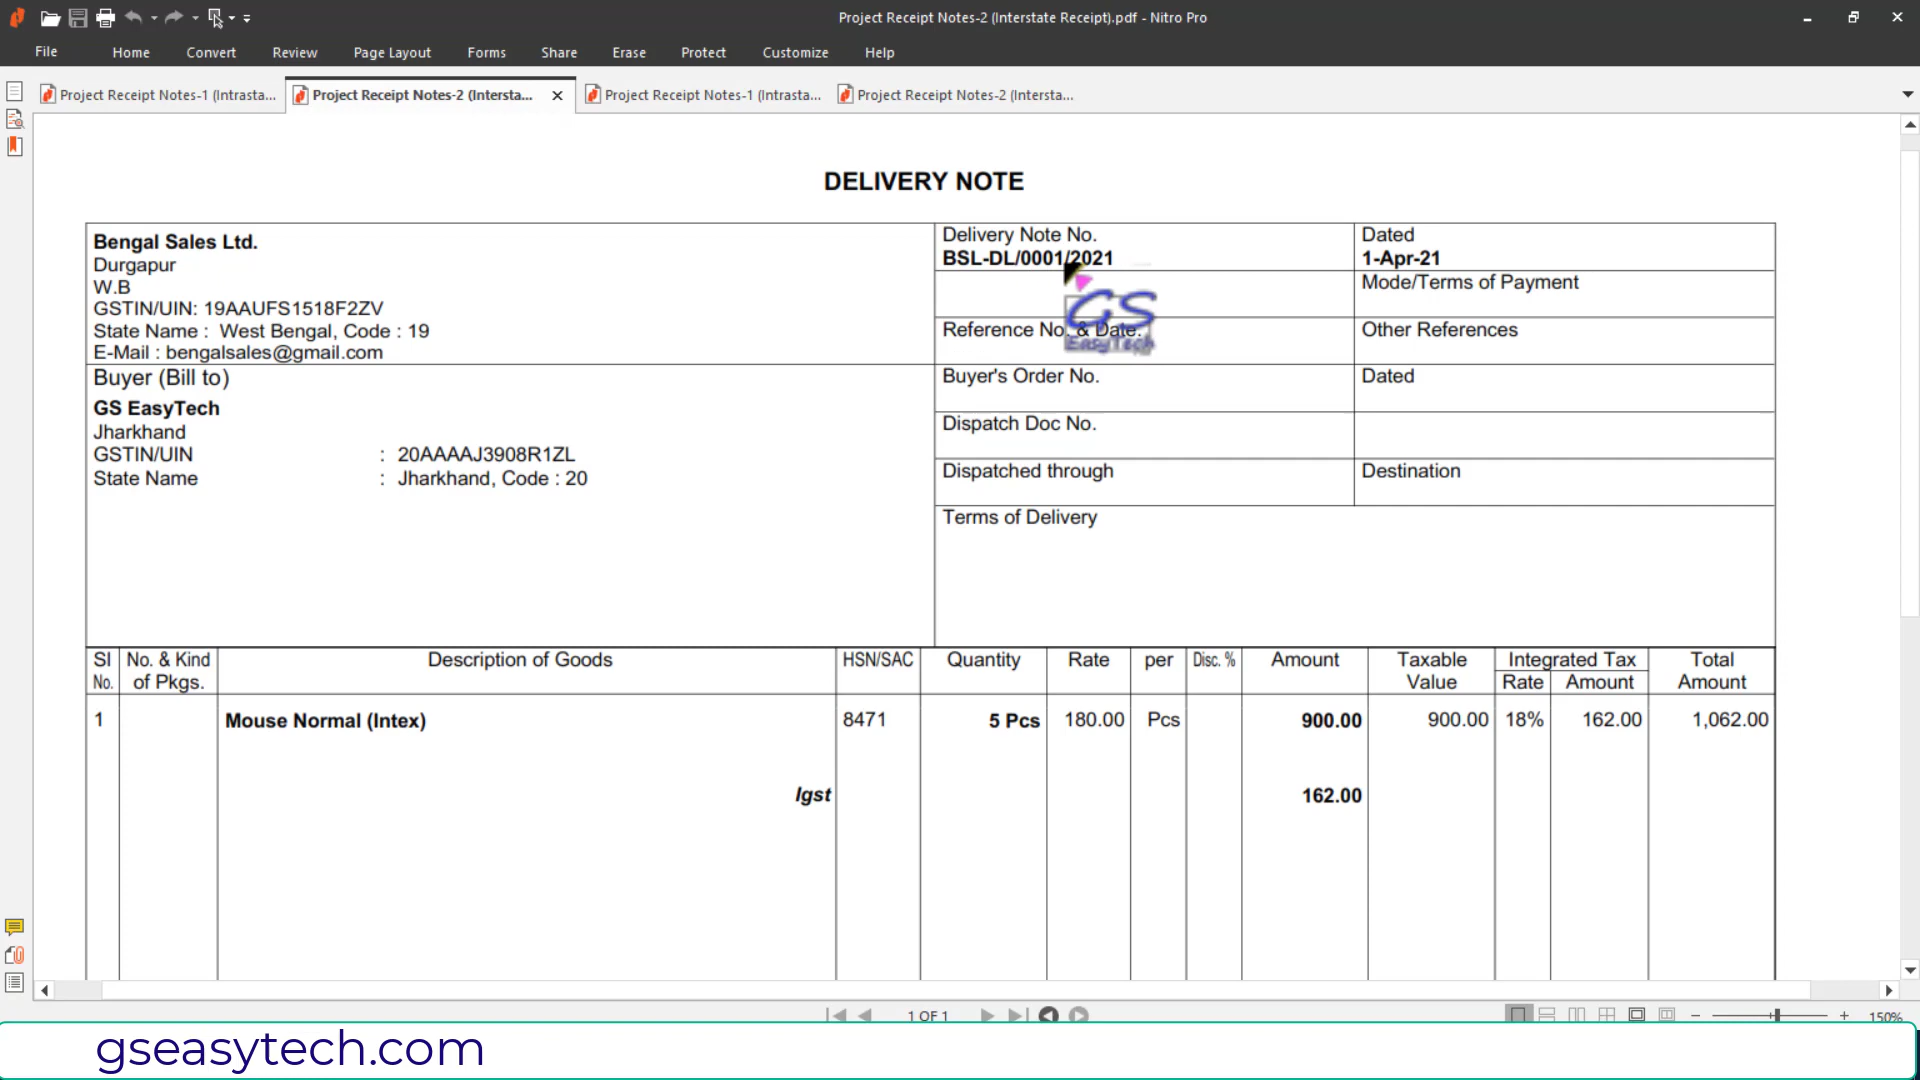 Project Receipt Notes-2 (Interstate Receipt).pdf - Nitro Pro
File Home Convert Review Page Layout Forms Share Erase Protect Customize Help
Project Receipt Notes-1 (Intrasta... Project Receipt Notes-2 (Intersta... Project Receipt Notes-1 (Intrasta... Project Receipt Notes-2 (Intersta...
DELIVERY NOTE
Bengal Sales Ltd.
Durgapur
W.B
GSTIN/UIN: 19AAUFS1518F2ZV
State Name : West Bengal, Code : 19
E-Mail : bengalsales@gmail.com
Delivery Note No.
BSL-DL/0001/2021
Dated
1-Apr-21
Mode/Terms of Payment
GS
EasyTech
Reference No. & Date.
Other References
Buyer (Bill to)
GS EasyTech
Jharkhand
GSTIN/UIN : 20AAAAJ3908R1ZL
State Name : Jharkhand, Code : 20
Buyer's Order No.
Dated
Dispatch Doc No.
Dispatched through
Destination
Terms of Delivery
SI No. No. & Kind of Pkgs. Description of Goods HSN/SAC Quantity Rate per Disc. % Amount Taxable Value Integrated Tax Rate Amount Total Amount
1 Mouse Normal (Intex) 8471 5 Pcs 180.00 Pcs 900.00 900.00 18% 162.00 1,062.00
Igst 162.00
1 OF 1
150%
gseasytech.com